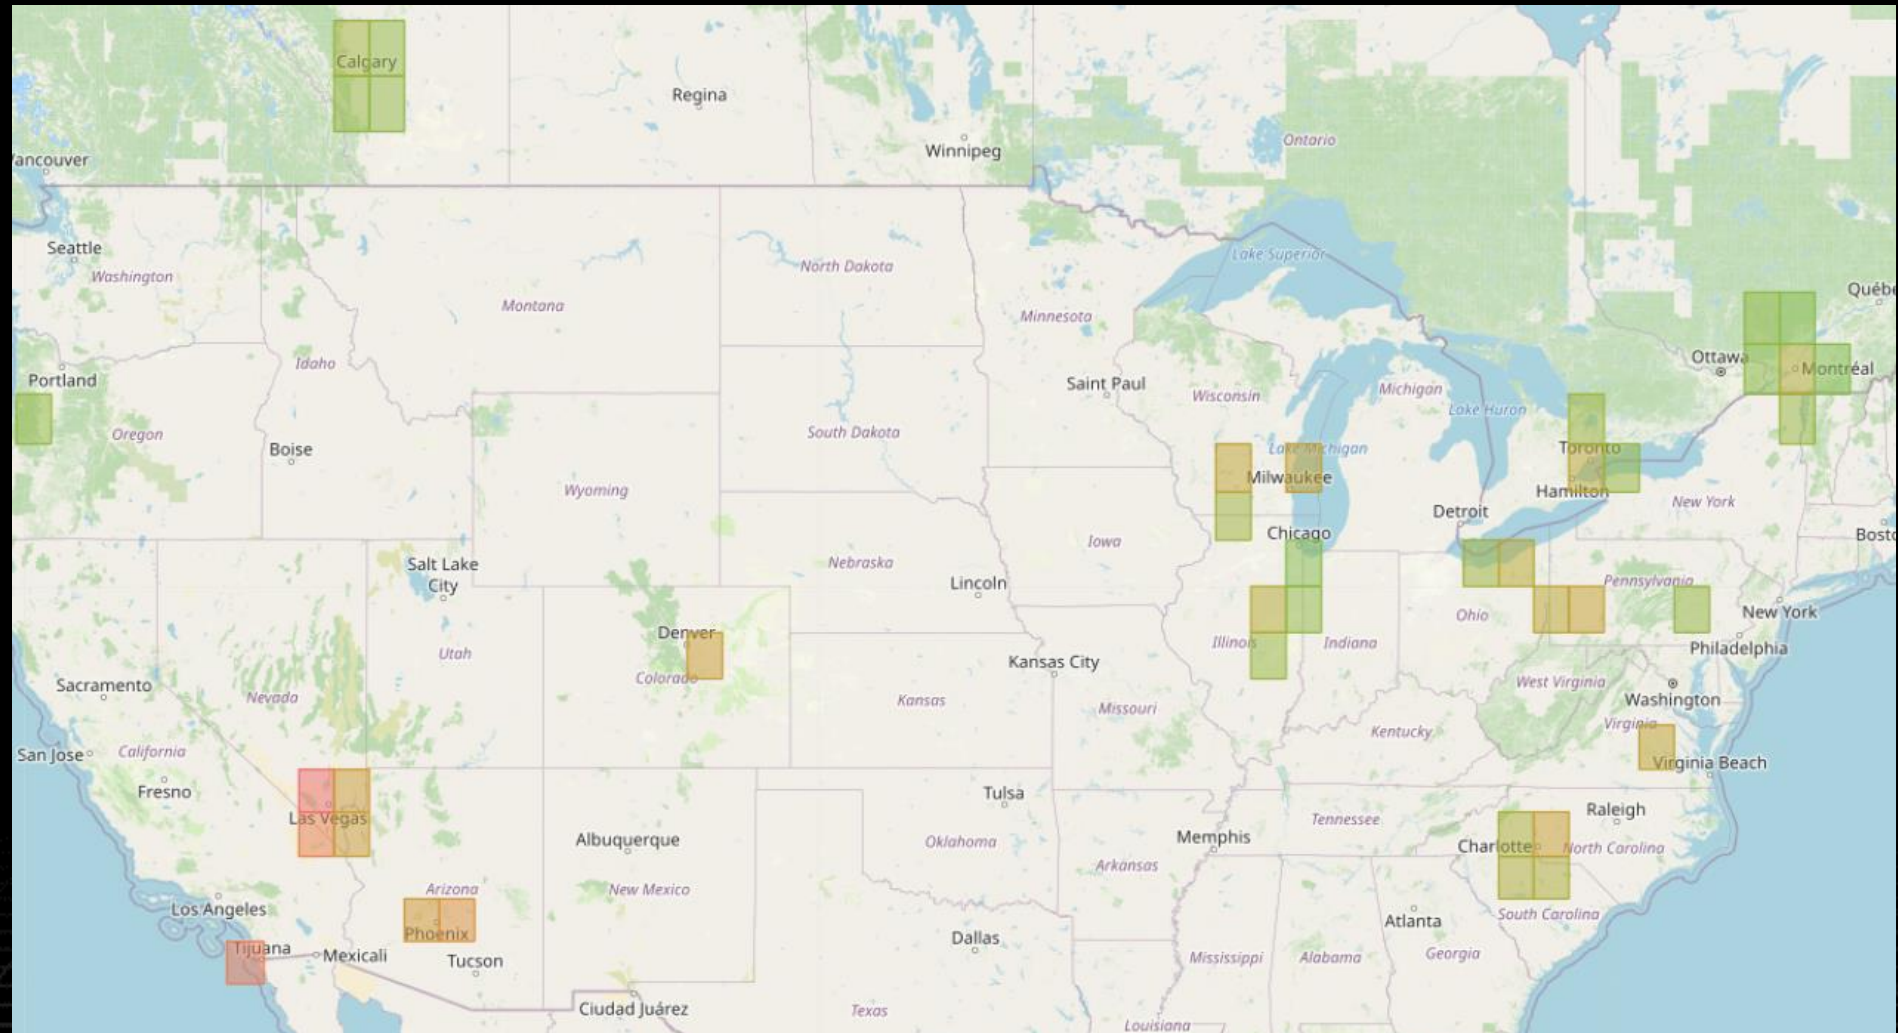 Calgary
Regina
Winnipeg
Ontario
Vancouver
Seattle
Washington
Lake Superior
North Dakota
Québe
Montana
Minnesota
Ottawa
Montréal
Idaho
Portland
Saint Paul
Wisconsin
Michigan
Lake Huron
Oregon
South Dakota
Boise
Lake Michigan
Toronto
Milwaukee
Wyoming
Hamilton
New York
Detroit
Chicago
Bosto
Iowa
Salt Lake
City
Nebraska
Lincoln
Pennsylvania
New York
Ohio
Denver
Utah
Illinois
Indiana
Philadelphia
Kansas City
Colorado
Sacramento
West Virginia
Nevada
Kansas
Missouri
Washington
Virginia
Kentucky
San Jose
California
Virginia Beach
Fresno
Tulsa
Raleigh
Las Vegas
Tennessee
Albuquerque
Oklahoma
Memphis
Charlotte
North Carolina
Arkansas
Arizona
New Mexico
Los Angeles
South Carolina
Atlanta
Phoenix
Dallas
Tijuana
Mexicali
Tucson
Mississippi
Alabama
Georgia
Ciudad Juárez
Texas
Louisiana